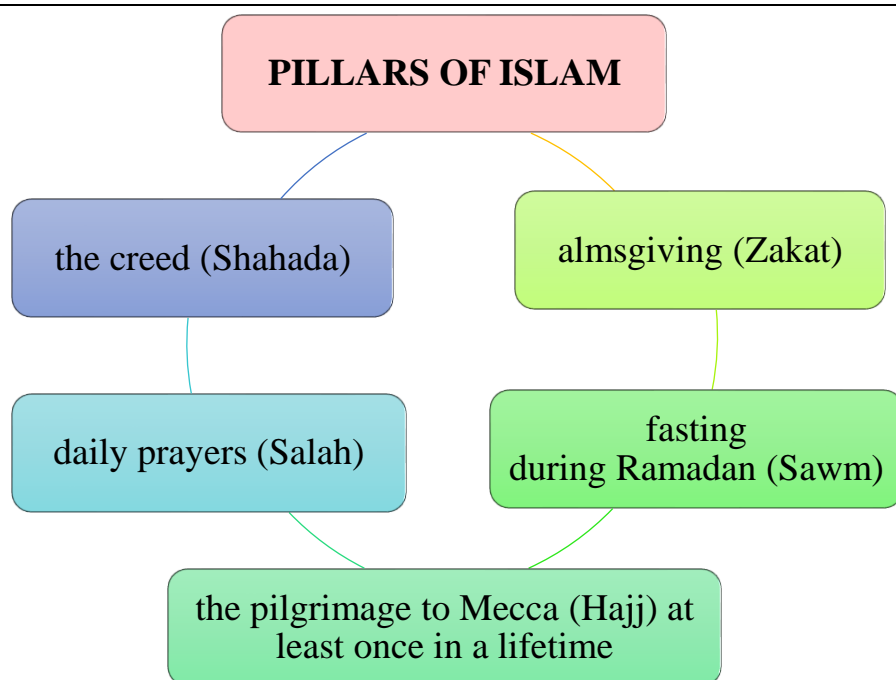 PILLARS OF ISLAM
the creed (Shahada)
almsgiving (Zakat)
daily prayers (Salah)
fasting
during Ramadan (Sawm)
the pilgrimage to Mecca (Hajj) at
least once in a lifetime